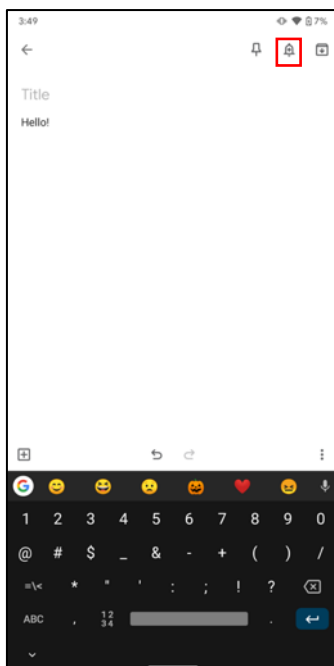 3:49 7%
Title
Hello!
1 2 3 4 5 6 7 8 9 0
@ # $ _ & - + ( ) /
=\< * " ' : ; ! ?
ABC , 12 .
34